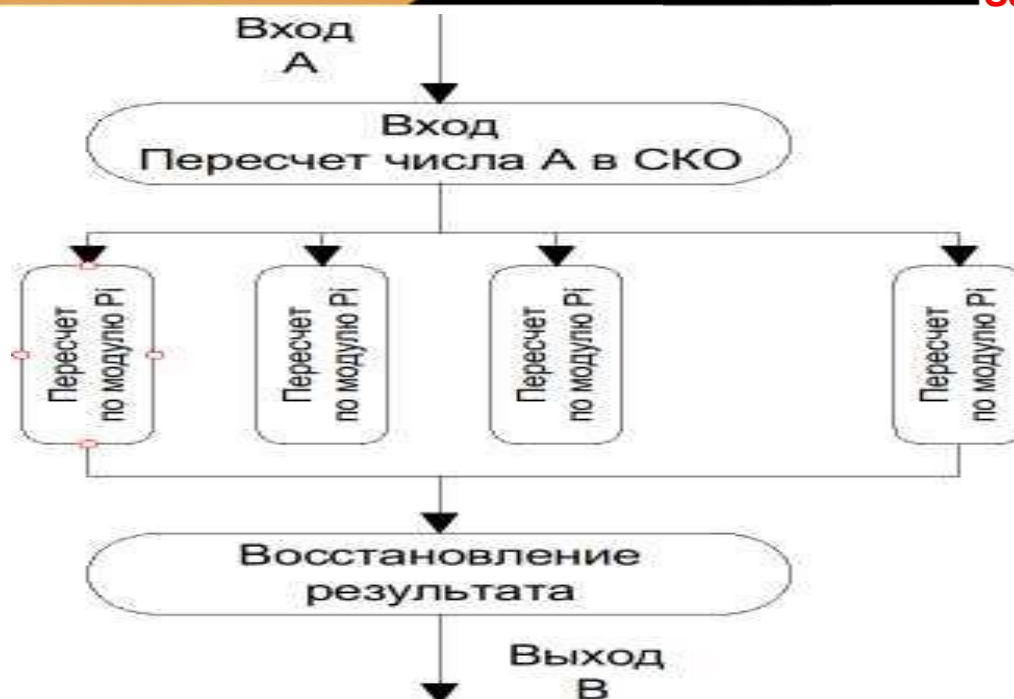 Вход
А
Вход
Пересчет числа А в СКО
Пересчет
по модулю Pi
Пересчет
по модулю Pi
Пересчет
по модулю Pi
Пересчет
по модулю Pi
Восстановление
результата
Выход
В